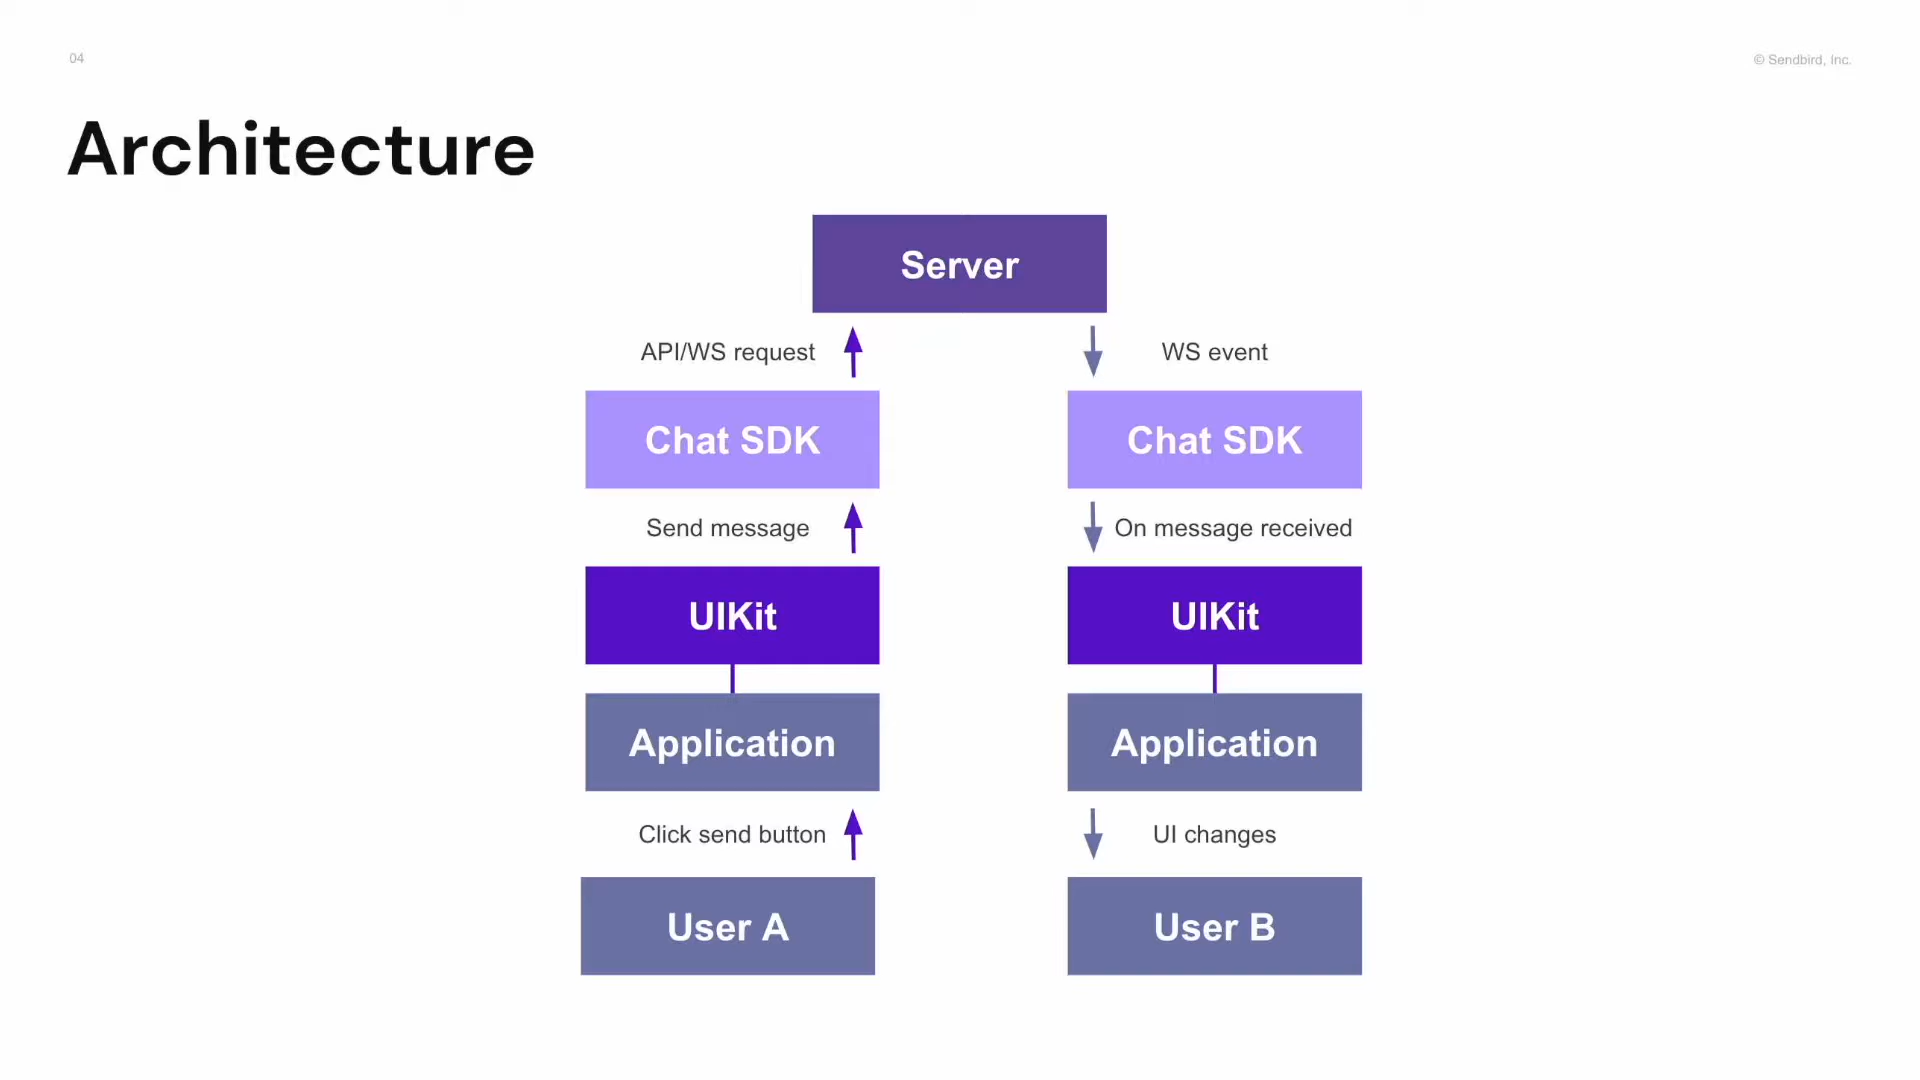 04
© Sendbird, Inc.
Architecture
Server
API/WS request
WS event
Chat SDK
Chat SDK
Send message
On message received
UIKit
UIKit
Application
Application
Click send button
UI changes
User A
User B